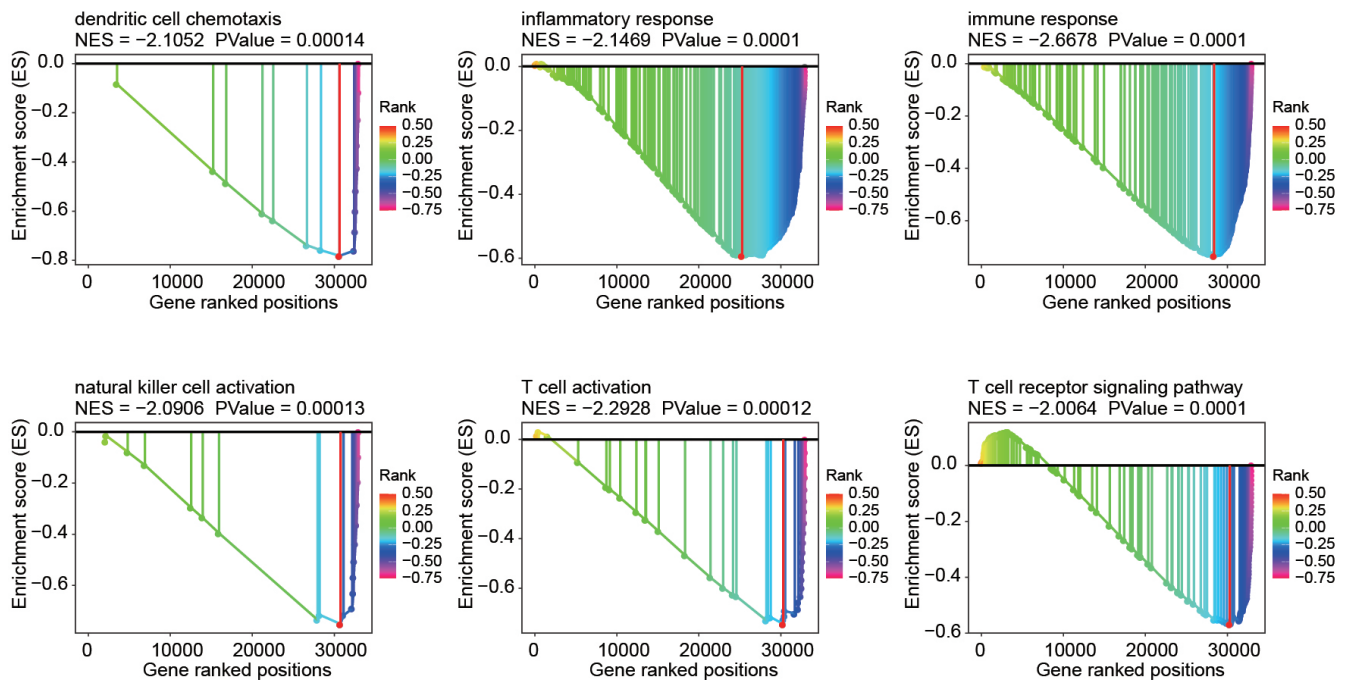 dendritic cell chemotaxis
NES = −2.1052 PValue = 0.00014
Enrichment score (ES)
0.0
−0.2
−0.4
−0.6
−0.8
0
10000
20000
30000
Gene ranked positions
Rank
0.50
0.25
0.00
−0.25
−0.50
−0.75
inflammatory response
NES = −2.1469 PValue = 0.0001
Enrichment score (ES)
0.0
−0.2
−0.4
−0.6
0
10000
20000
30000
Gene ranked positions
Rank
0.50
0.25
0.00
−0.25
−0.50
−0.75
immune response
NES = −2.6678 PValue = 0.0001
Enrichment score (ES)
0.0
−0.2
−0.4
−0.6
0
10000
20000
30000
Gene ranked positions
Rank
0.50
0.25
0.00
−0.25
−0.50
−0.75
natural killer cell activation
NES = −2.0906 PValue = 0.00013
Enrichment score (ES)
0.0
−0.2
−0.4
−0.6
0
10000
20000
30000
Gene ranked positions
Rank
0.50
0.25
0.00
−0.25
−0.50
−0.75
T cell activation
NES = −2.2928 PValue = 0.00012
Enrichment score (ES)
0.0
−0.2
−0.4
−0.6
0
10000
20000
30000
Gene ranked positions
Rank
0.50
0.25
0.00
−0.25
−0.50
−0.75
T cell receptor signaling pathway
NES = −2.0064 PValue = 0.0001
Enrichment score (ES)
0.0
−0.2
−0.4
−0.6
0
10000
20000
30000
Gene ranked positions
Rank
0.50
0.25
0.00
−0.25
−0.50
−0.75